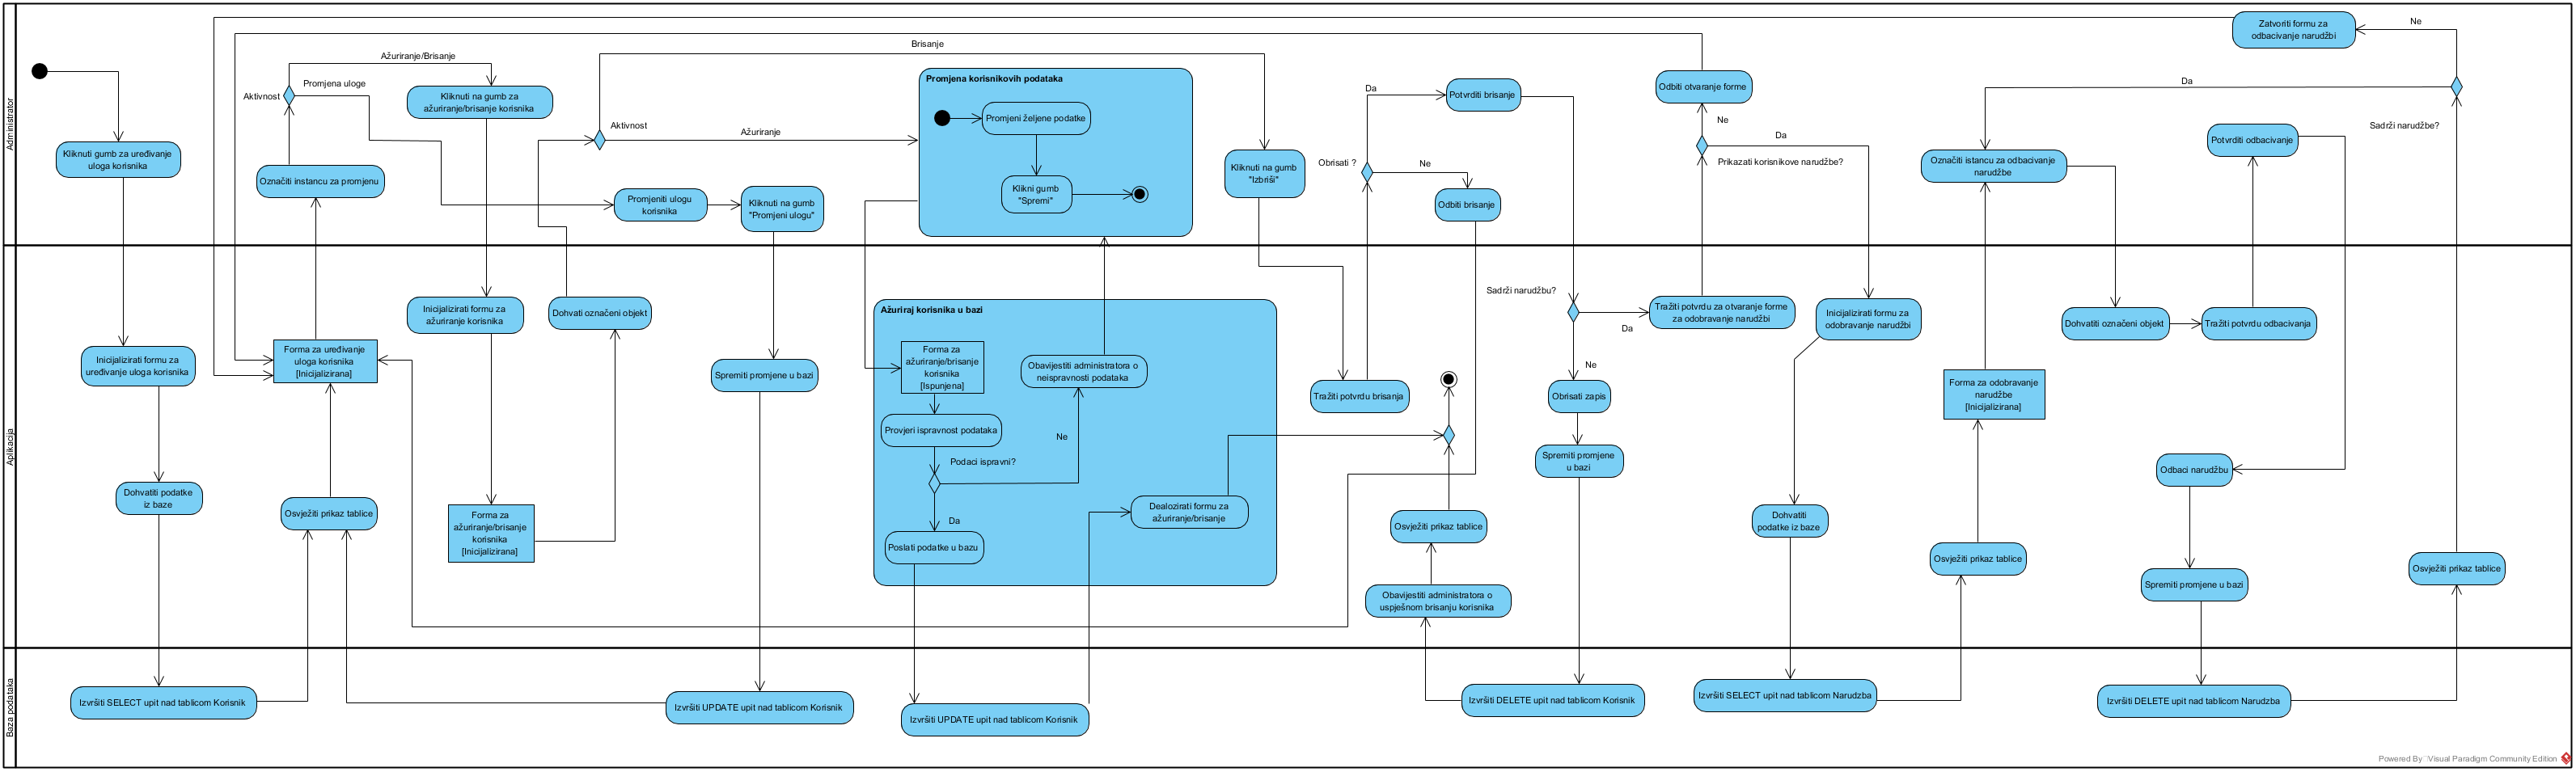 Administrator
Kliknuti gumb za uređivanje
uloga korisnika
Aktivnost
Ažuriranje/Brisanje
Promjena uloge
Označiti instancu za promjenu
Kliknuti na gumb za
ažuriranje/brisanje korisnika
Brisanje
Aktivnost
Ažuriranje
Promjeniti ulogu
korisnika
Kliknuti na gumb
"Promjeni ulogu"
Promjena korisnikovih podataka
Promjeni željene podatke
Klikni gumb
"Spremi"
Kliknuti na gumb
"Izbriši"
Obrisati ?
Da
Ne
Potvrditi brisanje
Odbiti brisanje
Odbiti otvaranje forme
Ne
Da
Prikazati korisnikove narudžbe?
Označiti istancu za odbacivanje
narudžbe
Da
Potvrditi odbacivanje
Zatvoriti formu za
odbacivanje narudžbi
Ne
Sadrži narudžbe?
Aplikacija
Inicijalizirati formu za
uređivanje uloga korisnika
Dohvatiti podatke
iz baze
Forma za uređivanje
uloga korisnika
[Inicijalizirana]
Osvježiti prikaz tablice
Inicijalizirati formu za
ažuriranje korisnika
Forma za
ažuriranje/brisanje
korisnika
[Inicijalizirana]
Dohvati označeni objekt
Spremiti promjene u bazi
Ažuriraj korisnika u bazi
Forma za
ažuriranje/brisanje
korisnika
[Ispunjena]
Provjeri ispravnost podataka
Podaci ispravni?
Ne
Da
Poslati podatke u bazu
Obavijestiti administratora o
neispravnosti podataka
Dealozirati formu za
ažuriranje/brisanje
Tražiti potvrdu brisanja
Osvježiti prikaz tablice
Obavijestiti administratora o
uspješnom brisanju korisnika
Sadrži narudžbu?
Da
Ne
Obrisati zapis
Spremiti promjene
u bazi
Tražiti potvrdu za otvaranje forme
za odobravanje narudžbi
Inicijalizirati formu za
odobravanje narudžbi
Dohvatiti
podatke iz baze
Forma za odobravanje
narudžbe
[Inicijalizirana]
Osvježiti prikaz tablice
Dohvatiti označeni objekt
Tražiti potvrdu odbacivanja
Odbaci narudžbu
Spremiti promjene u bazi
Osvježiti prikaz tablice
Baza podataka
Izvršiti SELECT upit nad tablicom Korisnik
Izvršiti UPDATE upit nad tablicom Korisnik
Izvršiti UPDATE upit nad tablicom Korisnik
Izvršiti DELETE upit nad tablicom Korisnik
Izvršiti SELECT upit nad tablicom Narudzba
Izvršiti DELETE upit nad tablicom Narudzba
Powered By Visual Paradigm Community Edition